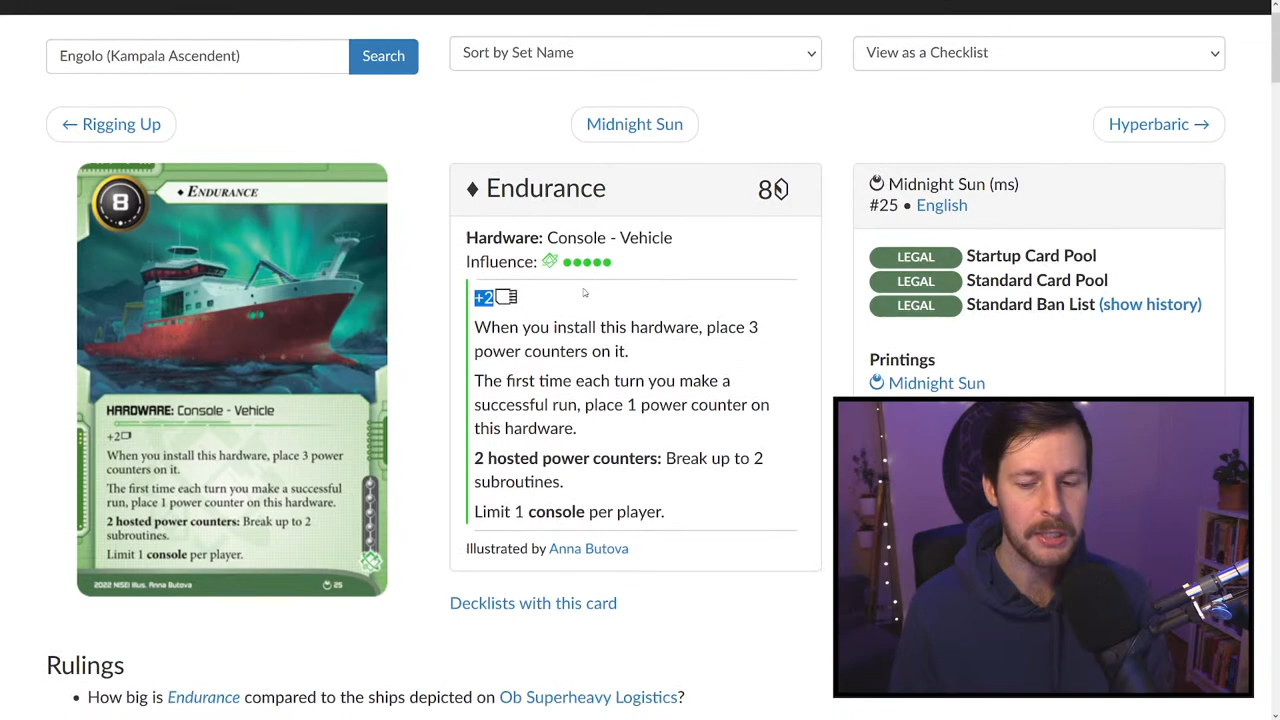 Engolo (Kampala Ascendent)
Search
Sort by Set Name
View as a Checklist
← Rigging Up
Midnight Sun
Hyperbaric →
8
♦ ENDURANCE
HARDWARE: Console - Vehicle
+2
When you install this hardware, place 3 power
counters on it.
The first time each turn you make a successful
run, place 1 power counter on this hardware.
2 hosted power counters: Break up to 2
subroutines.
Limit 1 console per player.
2022 NISEI Illus. Anna Butova
25
♦ Endurance
8
Hardware: Console - Vehicle
Influence: ●●●●●
+2
When you install this hardware, place 3
power counters on it.
The first time each turn you make a
successful run, place 1 power counter on
this hardware.
2 hosted power counters: Break up to 2
subroutines.
Limit 1 console per player.
Illustrated by Anna Butova
Decklists with this card
Midnight Sun (ms)
#25 • English
LEGAL Startup Card Pool
LEGAL Standard Card Pool
LEGAL Standard Ban List (show history)
Printings
Midnight Sun
Rulings
• How big is Endurance compared to the ships depicted on Ob Superheavy Logistics?